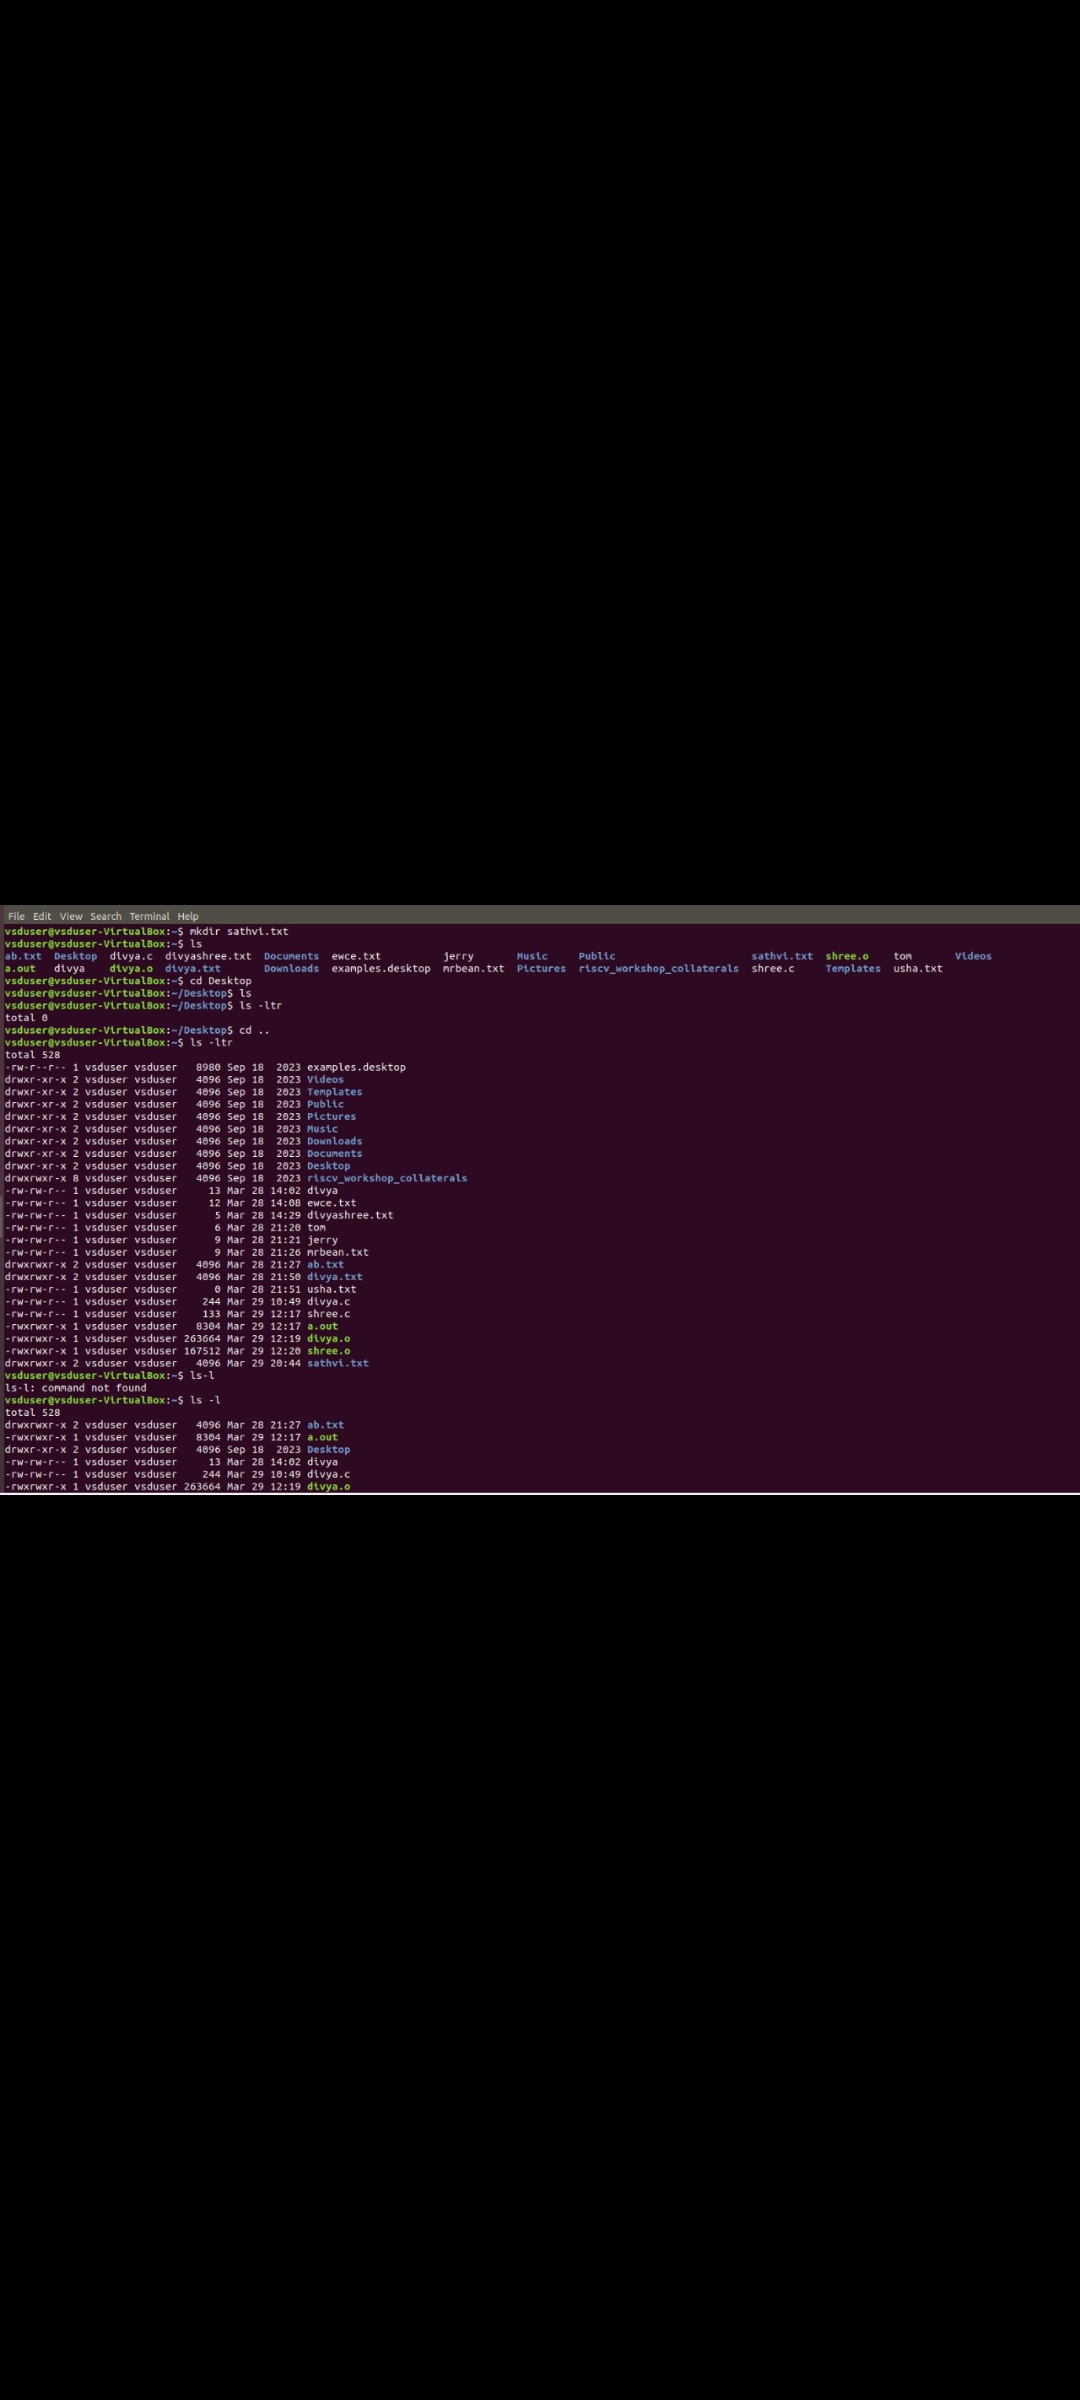 File Edit View Search Terminal Help
vsduser@vsduser-VirtualBox:~$ mkdir sathvi.txt
vsduser@vsduser-VirtualBox:~$ ls
ab.txt  Desktop  divya.c  divyashree.txt  Documents  ewce.txt          jerry       Music     Public                      sathvi.txt  shree.o    tom       Videos
a.out   divya    divya.o  divya.txt       Downloads  examples.desktop  mrbean.txt  Pictures  riscv_workshop_collaterals  shree.c     Templates  usha.txt
vsduser@vsduser-VirtualBox:~$ cd Desktop
vsduser@vsduser-VirtualBox:~/Desktop$ ls
vsduser@vsduser-VirtualBox:~/Desktop$ ls -ltr
total 0
vsduser@vsduser-VirtualBox:~/Desktop$ cd ..
vsduser@vsduser-VirtualBox:~$ ls -ltr
total 528
-rw-r--r-- 1 vsduser vsduser   8980 Sep 18  2023 examples.desktop
drwxr-xr-x 2 vsduser vsduser   4096 Sep 18  2023 Videos
drwxr-xr-x 2 vsduser vsduser   4096 Sep 18  2023 Templates
drwxr-xr-x 2 vsduser vsduser   4096 Sep 18  2023 Public
drwxr-xr-x 2 vsduser vsduser   4096 Sep 18  2023 Pictures
drwxr-xr-x 2 vsduser vsduser   4096 Sep 18  2023 Music
drwxr-xr-x 2 vsduser vsduser   4096 Sep 18  2023 Downloads
drwxr-xr-x 2 vsduser vsduser   4096 Sep 18  2023 Documents
drwxr-xr-x 2 vsduser vsduser   4096 Sep 18  2023 Desktop
drwxrwxr-x 8 vsduser vsduser   4096 Sep 18  2023 riscv_workshop_collaterals
-rw-rw-r-- 1 vsduser vsduser     13 Mar 28 14:02 divya
-rw-rw-r-- 1 vsduser vsduser     12 Mar 28 14:08 ewce.txt
-rw-rw-r-- 1 vsduser vsduser      5 Mar 28 14:29 divyashree.txt
-rw-rw-r-- 1 vsduser vsduser      6 Mar 28 21:20 tom
-rw-rw-r-- 1 vsduser vsduser      9 Mar 28 21:21 jerry
-rw-rw-r-- 1 vsduser vsduser      9 Mar 28 21:26 mrbean.txt
drwxrwxr-x 2 vsduser vsduser   4096 Mar 28 21:27 ab.txt
drwxrwxr-x 2 vsduser vsduser   4096 Mar 28 21:50 divya.txt
-rw-rw-r-- 1 vsduser vsduser      0 Mar 28 21:51 usha.txt
-rw-rw-r-- 1 vsduser vsduser    244 Mar 29 10:49 divya.c
-rw-rw-r-- 1 vsduser vsduser    133 Mar 29 12:17 shree.c
-rwxrwxr-x 1 vsduser vsduser   8304 Mar 29 12:17 a.out
-rwxrwxr-x 1 vsduser vsduser 263664 Mar 29 12:19 divya.o
-rwxrwxr-x 1 vsduser vsduser 167512 Mar 29 12:20 shree.o
drwxrwxr-x 2 vsduser vsduser   4096 Mar 29 20:44 sathvi.txt
vsduser@vsduser-VirtualBox:~$ ls-l
ls-l: command not found
vsduser@vsduser-VirtualBox:~$ ls -l
total 528
drwxrwxr-x 2 vsduser vsduser   4096 Mar 28 21:27 ab.txt
-rwxrwxr-x 1 vsduser vsduser   8304 Mar 29 12:17 a.out
drwxr-xr-x 2 vsduser vsduser   4096 Sep 18  2023 Desktop
-rw-rw-r-- 1 vsduser vsduser     13 Mar 28 14:02 divya
-rw-rw-r-- 1 vsduser vsduser    244 Mar 29 10:49 divya.c
-rwxrwxr-x 1 vsduser vsduser 263664 Mar 29 12:19 divya.o